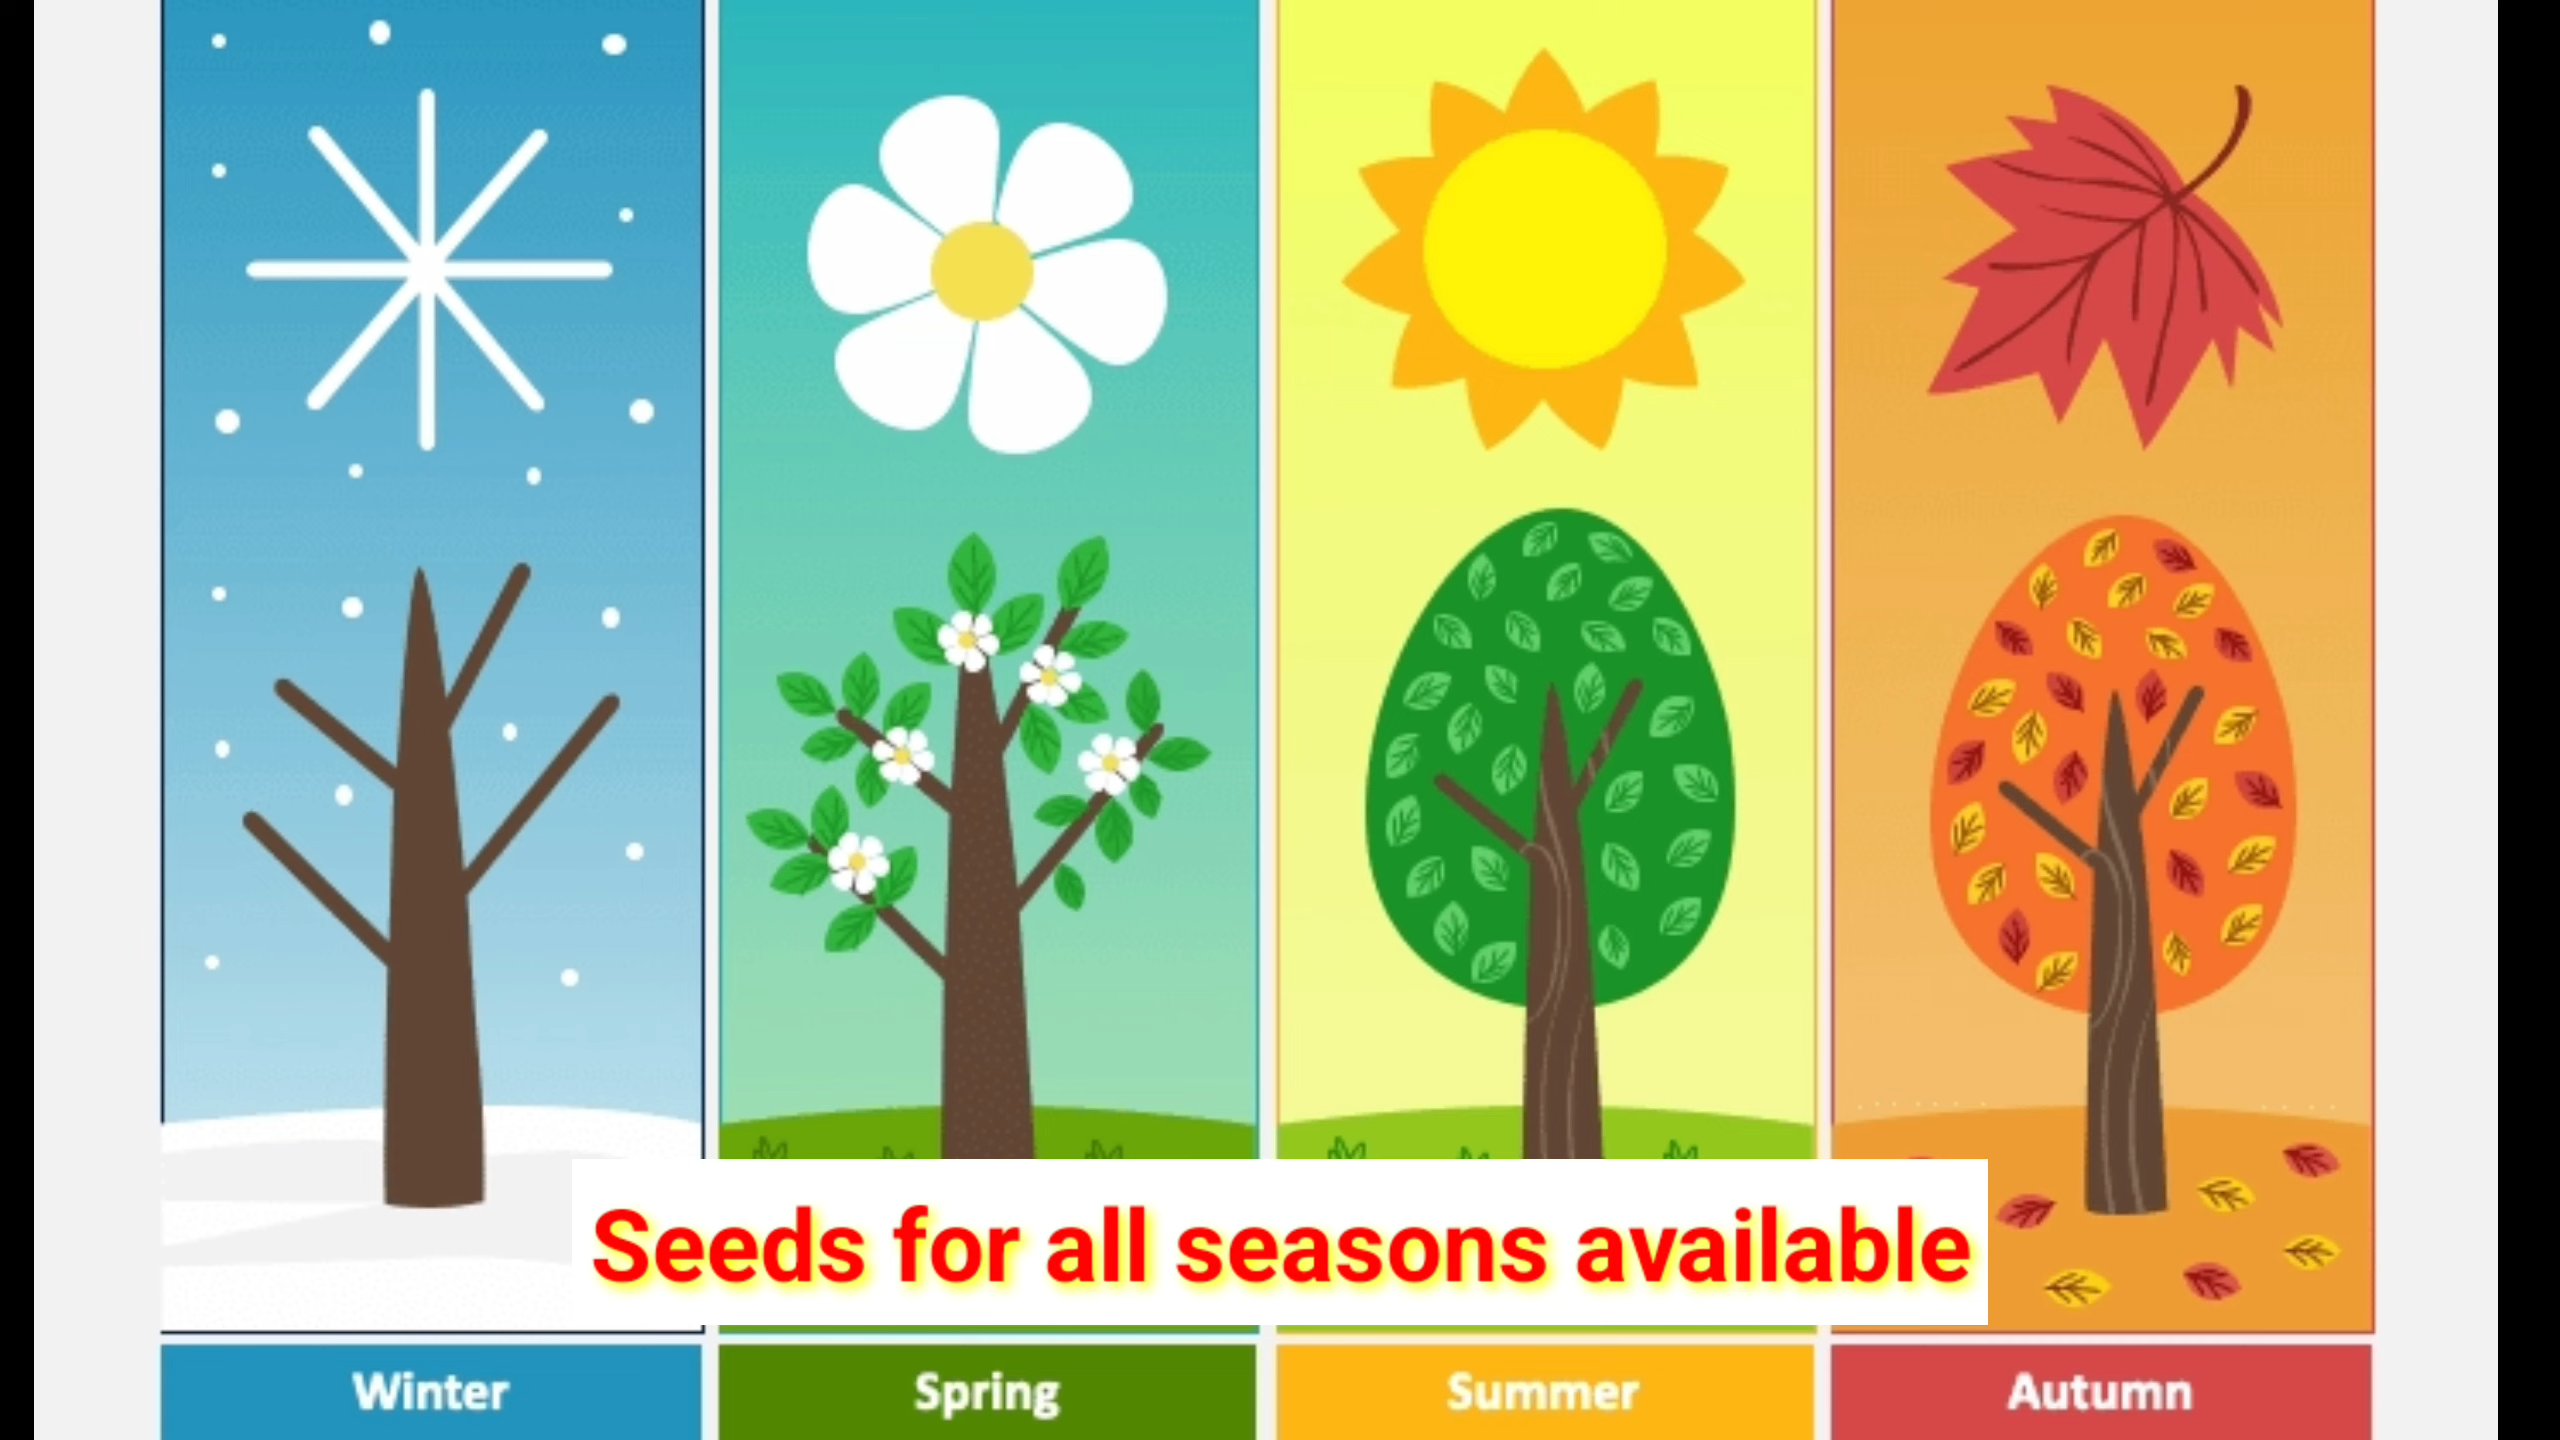 Seeds for all seasons available
Winter
Spring
Summer
Autumn